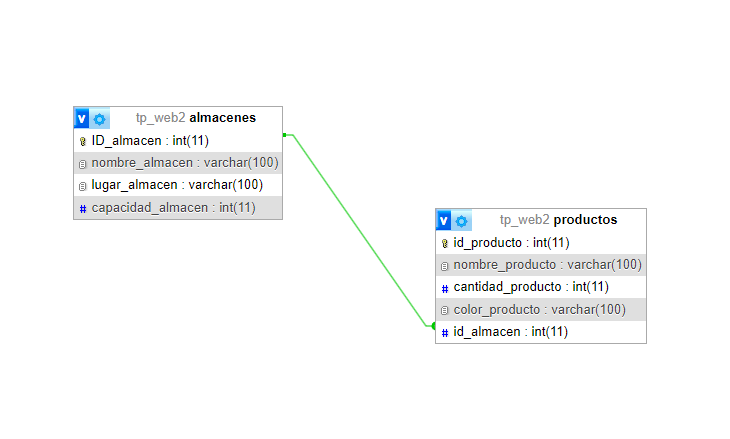 v tp_web2 almacenes
ID_almacen : int(11)
nombre_almacen : varchar(100)
lugar_almacen : varchar(100)
# capacidad_almacen : int(11)
v tp_web2 productos
id_producto : int(11)
nombre_producto : varchar(100)
# cantidad_producto : int(11)
color_producto : varchar(100)
# id_almacen : int(11)